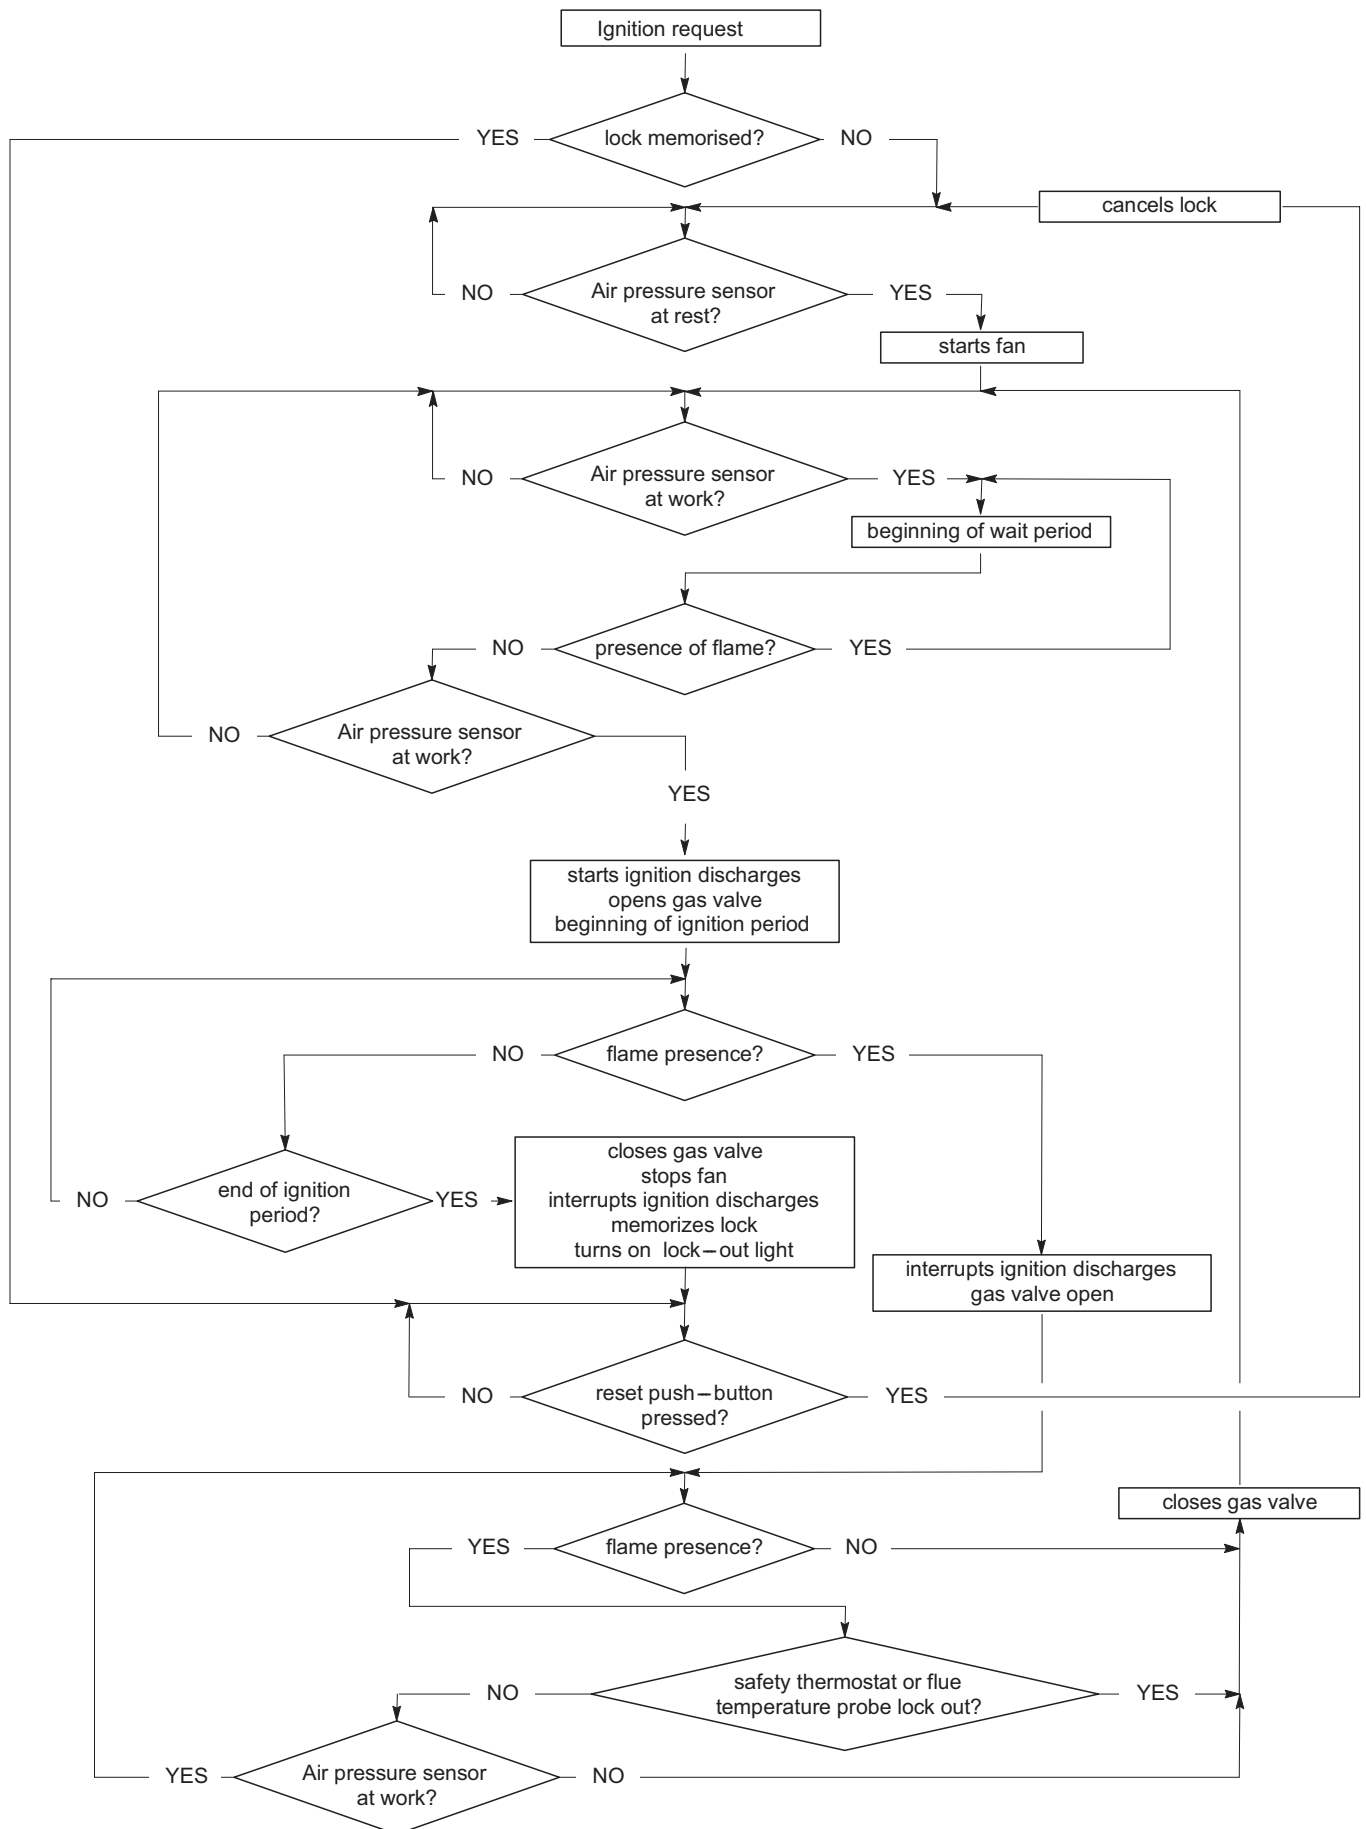 Ignition request
YES
lock memorised?
NO
cancels lock
NO
Air pressure sensor
at rest?
YES
starts fan
NO
Air pressure sensor
at work?
YES
beginning of wait period
NO
presence of flame?
YES
NO
Air pressure sensor
at work?
YES
starts ignition discharges
opens gas valve
beginning of ignition period
NO
flame presence?
YES
NO
end of ignition
period?
YES
closes gas valve
stops fan
interrupts ignition discharges
memorizes lock
turns on lock-out light
interrupts ignition discharges
gas valve open
NO
reset push-button
pressed?
YES
closes gas valve
YES
flame presence?
NO
NO
safety thermostat or flue
temperature probe lock out?
YES
YES
Air pressure sensor
at work?
NO